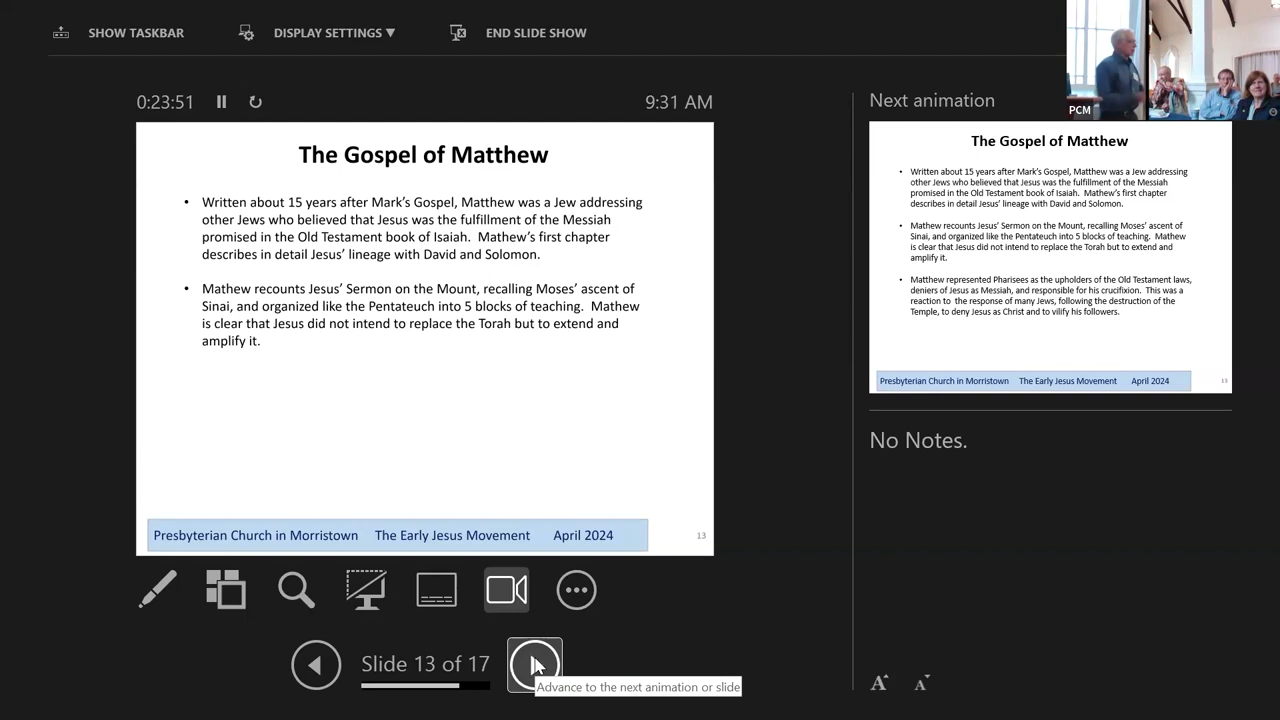 SHOW TASKBAR
DISPLAY SETTINGS ▼
END SLIDE SHOW
PCM
0:23:51
9:31 AM
The Gospel of Matthew
• Written about 15 years after Mark's Gospel, Matthew was a Jew addressing
other Jews who believed that Jesus was the fulfillment of the Messiah
promised in the Old Testament book of Isaiah.  Mathew's first chapter
describes in detail Jesus' lineage with David and Solomon.
• Mathew recounts Jesus' Sermon on the Mount, recalling Moses' ascent of
Sinai, and organized like the Pentateuch into 5 blocks of teaching.  Mathew
is clear that Jesus did not intend to replace the Torah but to extend and
amplify it.
Presbyterian Church in Morristown    The Early Jesus Movement    April 2024
13
Slide 13 of 17
Advance to the next animation or slide
Next animation
The Gospel of Matthew
• Written about 15 years after Mark's Gospel, Matthew was a Jew addressing
other Jews who believed that Jesus was the fulfillment of the Messiah
promised in the Old Testament book of Isaiah.  Mathew's first chapter
describes in detail Jesus' lineage with David and Solomon.
• Mathew recounts Jesus' Sermon on the Mount, recalling Moses' ascent of
Sinai, and organized like the Pentateuch into 5 blocks of teaching.  Mathew
is clear that Jesus did not intend to replace the Torah but to extend and
amplify it.
• Matthew represented Pharisees as the upholders of the Old Testament laws,
deniers of Jesus as Messiah, and responsible for his crucifixion.  This was a
reaction to  the response of many Jews, following the destruction of the
Temple, to deny Jesus as Christ and to vilify his followers.
Presbyterian Church in Morristown    The Early Jesus Movement    April 2024
13
No Notes.
A A